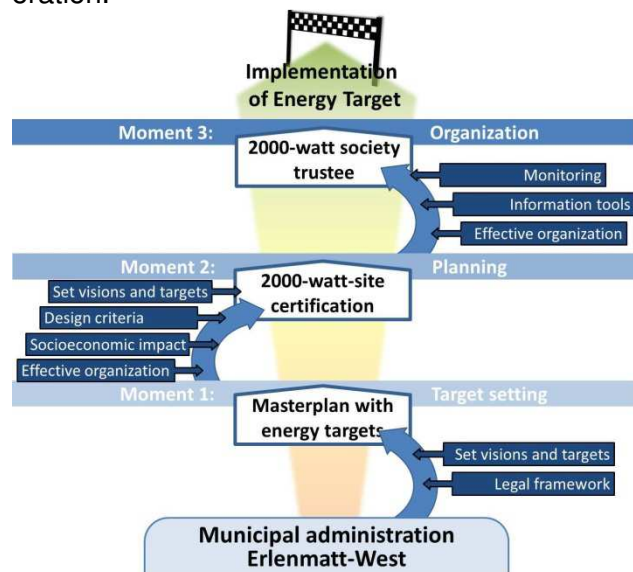 eration.
Implementation
of Energy Target
Moment 3:
Organization
2000-watt society
trustee
Monitoring
Information tools
Effective organization
Moment 2:
Planning
2000-watt-site
certification
Set visions and targets
Design criteria
Socioeconomic impact
Effective organization
Moment 1:
Target setting
Masterplan with
energy targets
Set visions and targets
Legal framework
Municipal administration
Erlenmatt-West